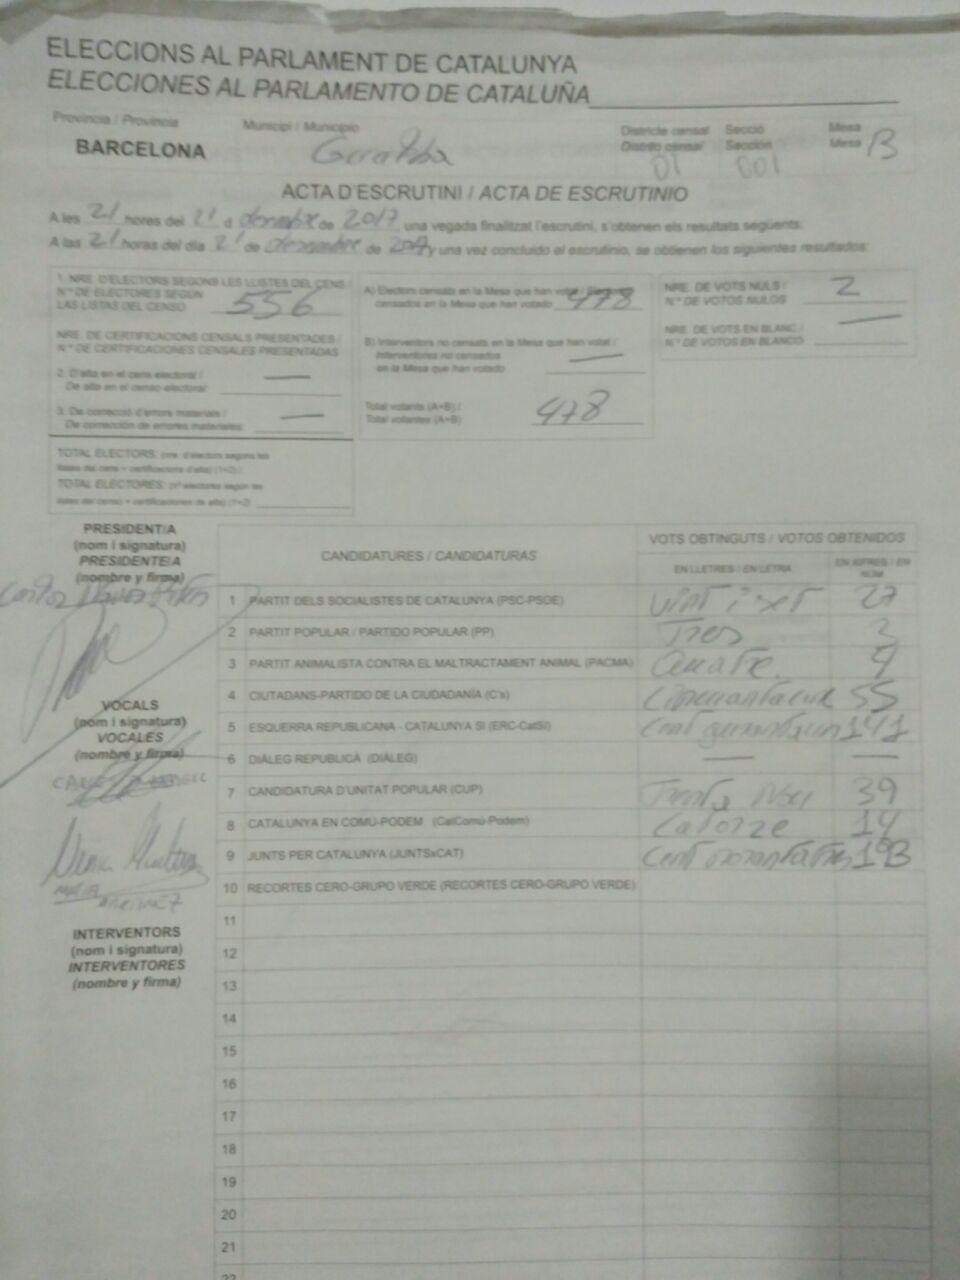 ELECCIONS AL PARLAMENT DE CATALUNYA
ELECCIONES AL PARLAMENTO DE CATALUÑA
Provincia / Provincia
BARCELONA
Municipi / Municipio
Districte censal
Distrito censal
01
Secció
Sección
001
Mesa
Mesa B
ACTA D'ESCRUTINI / ACTA DE ESCRUTINIO
A les 21 hores del 21 d desembre de 2017 una vegada finalitzat l'escrutini, s'obtenen els resultats següents:
A las 21 horas del día 21 de desembre de 2017 y una vez concluido el escrutinio, se obtienen los siguientes resultados:
1. NRE. D'ELECTORS SEGONS LES LLISTES DEL CENS /
N.º DE ELECTORES SEGÚN
LAS LISTAS DEL CENSO 556
NRE. DE CERTIFICACIONS CENSALS PRESENTADES /
N.º DE CERTIFICACIONES CENSALES PRESENTADAS
2. D'alta en el cens electoral /
De alta en el censo electoral: —
3. De correcció d'errors materials /
De corrección de errores materiales: —
TOTAL ELECTORS: (nre. d'electors segons les
llistes del cens + certificacions d'alta) (1+2) /
TOTAL ELECTORES: (nº electores según las
listas del censo + certificaciones de alta) (1+2)
A) Electors censats en la Mesa que han votat /
censados en la Mesa que han votado 478
B) Interventors no censats en la Mesa que han votat /
Interventores no censados
en la Mesa que han votado —
Total votants (A+B) /
Total votantes (A+B) 478
NRE. DE VOTS NULS /
N.º DE VOTOS NULOS 2
NRE. DE VOTS EN BLANC /
N.º DE VOTOS EN BLANCO —
PRESIDENT/A
(nom i signatura)
PRESIDENTE/A
(nombre y firma)
VOCALS
(nom i signatura)
VOCALES
(nombre y firma)
INTERVENTORS
(nom i signatura)
INTERVENTORES
(nombre y firma)
CANDIDATURES / CANDIDATURAS
VOTS OBTINGUTS / VOTOS OBTENIDOS
EN LLETRES / EN LETRA
EN XIFRES / EN NÚM.
1 PARTIT DELS SOCIALISTES DE CATALUNYA (PSC-PSOE) vint i set 27
2 PARTIT POPULAR / PARTIDO POPULAR (PP) Tres 3
3 PARTIT ANIMALISTA CONTRA EL MALTRACTAMENT ANIMAL (PACMA) Quatre 4
4 CIUTADANS-PARTIDO DE LA CIUDADANÍA (C's) 55
5 ESQUERRA REPUBLICANA - CATALUNYA SÍ (ERC-CatSí) 141
6 DIÀLEG REPUBLICÀ (DIÀLEG) — —
7 CANDIDATURA D'UNITAT POPULAR (CUP) Trenta Nou 39
8 CATALUNYA EN COMÚ-PODEM (CatComú-Podem) Catorze 14
9 JUNTS PER CATALUNYA (JUNTSxCAT) 193
10 RECORTES CERO-GRUPO VERDE (RECORTES CERO-GRUPO VERDE)
11
12
13
14
15
16
17
18
19
20
21
22